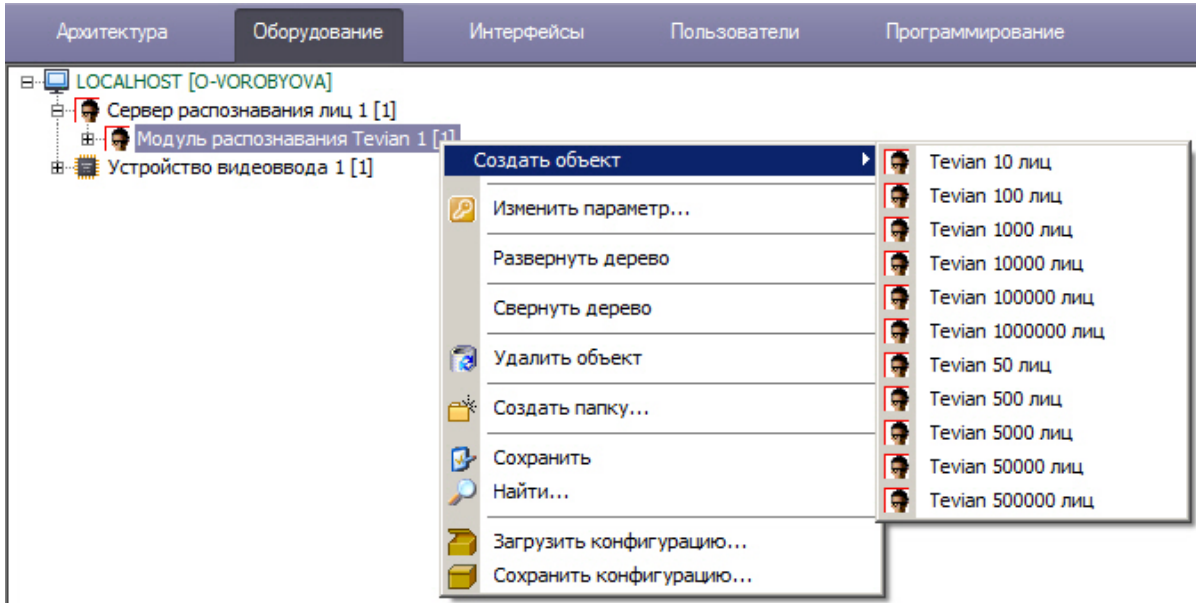 Архитектура Оборудование Интерфейсы Пользователи Программирование
LOCALHOST [O-VOROBYOVA]
Сервер распознавания лиц 1 [1]
Модуль распознавания Tevian 1 [1]
Устройство видеоввода 1 [1]
Создать объект
Изменить параметр...
Развернуть дерево
Свернуть дерево
Удалить объект
Создать папку...
Сохранить
Найти...
Загрузить конфигурацию...
Сохранить конфигурацию...
Tevian 10 лиц
Tevian 100 лиц
Tevian 1000 лиц
Tevian 10000 лиц
Tevian 100000 лиц
Tevian 1000000 лиц
Tevian 50 лиц
Tevian 500 лиц
Tevian 5000 лиц
Tevian 50000 лиц
Tevian 500000 лиц